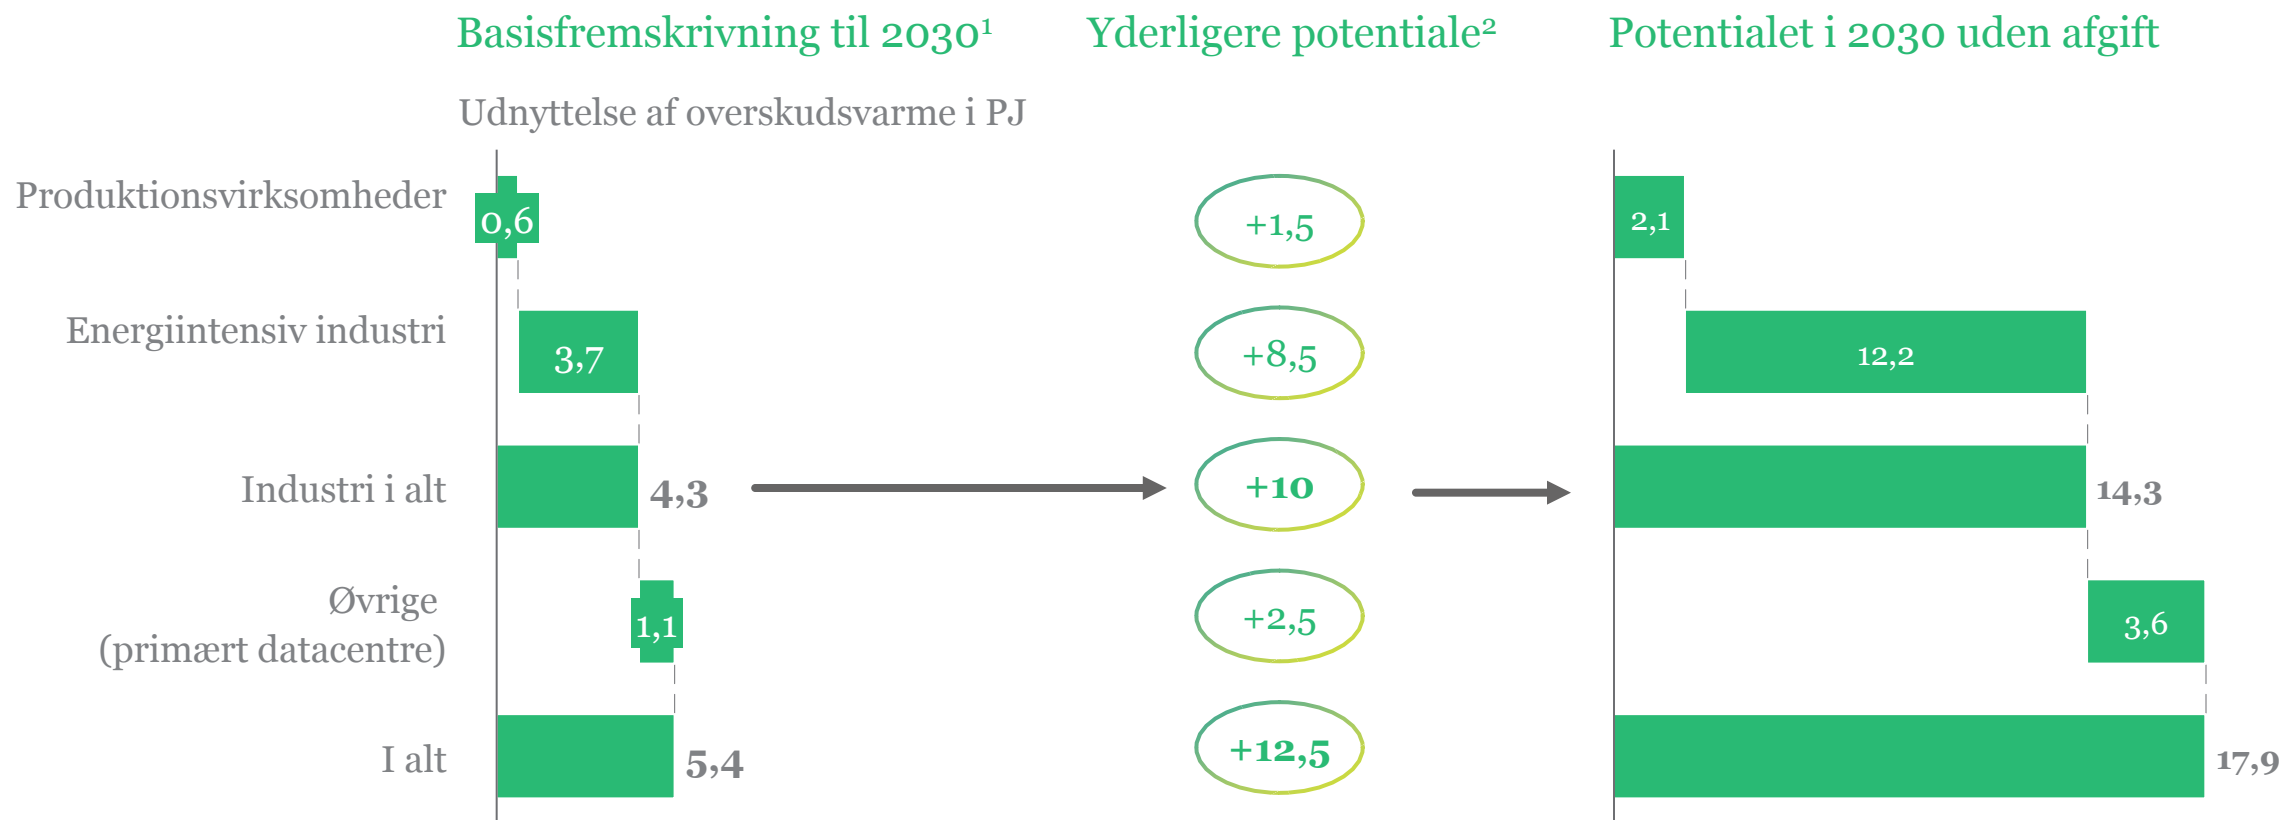 Basisfremskrivning til 2030¹
Yderligere potentiale²
Potentialet i 2030 uden afgift
Udnyttelse af overskudsvarme i PJ
Produktionsvirksomheder
0,6
+1,5
2,1
Energiintensiv industri
3,7
+8,5
12,2
Industri i alt
4,3
+10
14,3
Øvrige
(primært datacentre)
1,1
+2,5
3,6
I alt
5,4
+12,5
17,9